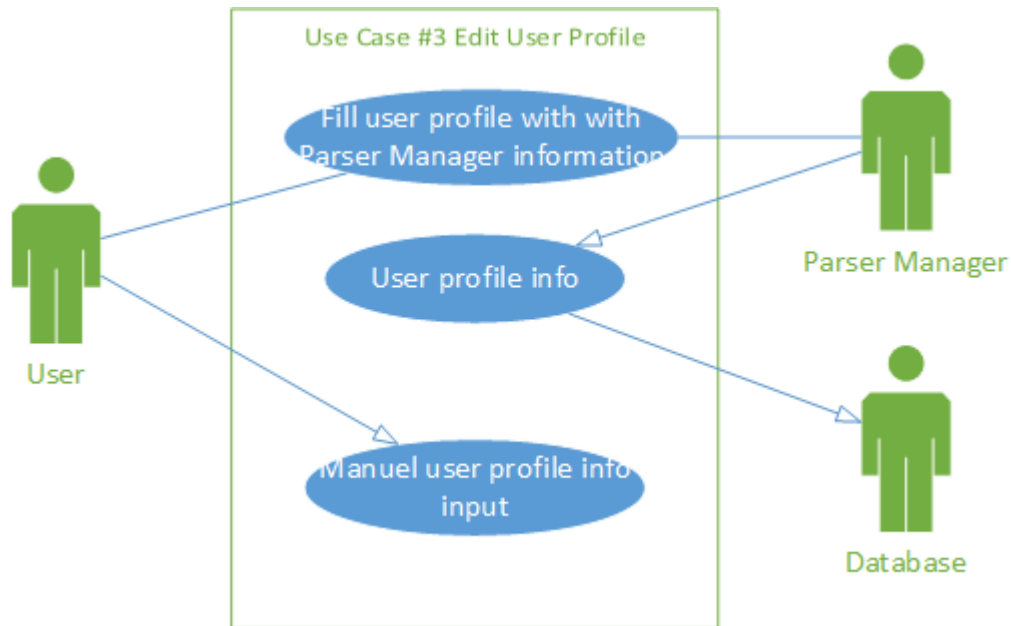 Use Case #3 Edit User Profile
Fill user profile with with
Parser Manager information
User profile info
Parser Manager
User
Manuel user profile info
input
Database